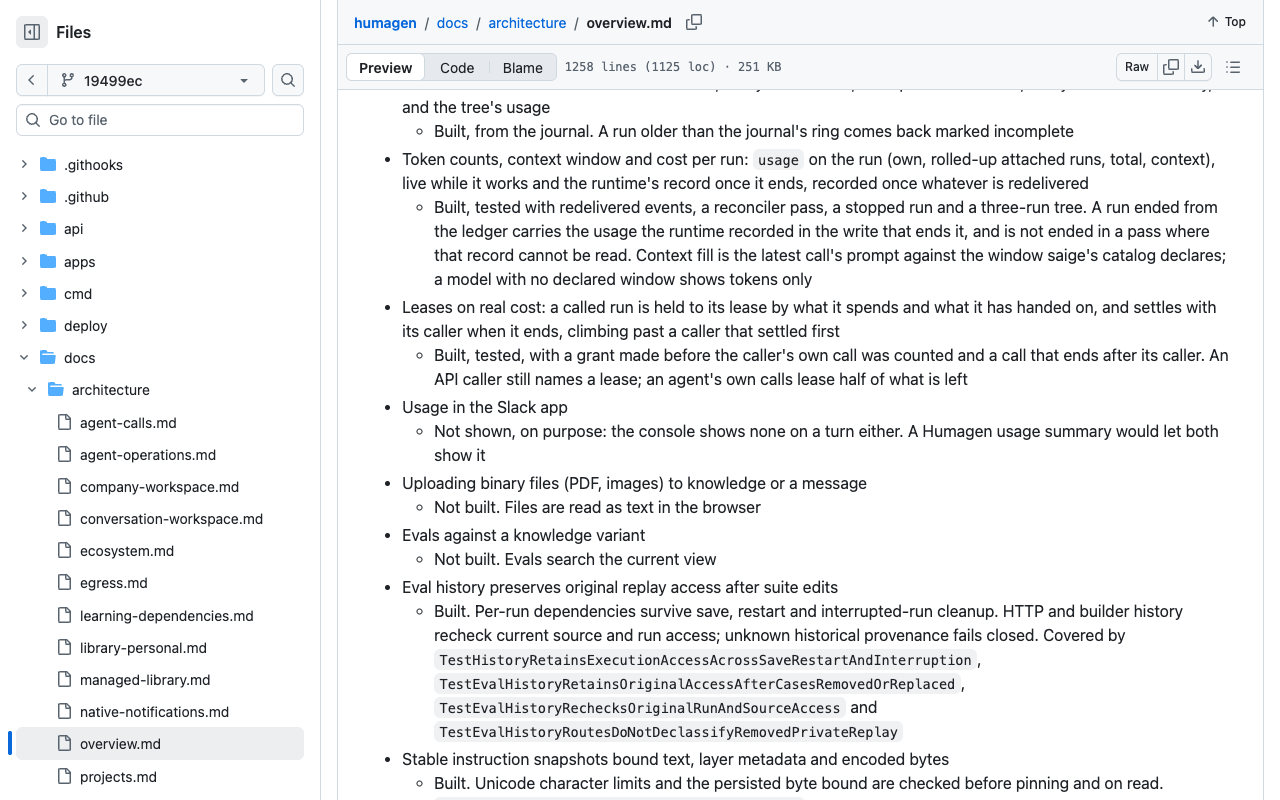 Files
humagen / docs / architecture / overview.md
Top
19499ec
Preview Code Blame 1258 lines (1125 loc) · 251 KB
Raw
Go to file
.githooks
.github
api
apps
cmd
deploy
docs
architecture
agent-calls.md
agent-operations.md
company-workspace.md
conversation-workspace.md
ecosystem.md
egress.md
learning-dependencies.md
library-personal.md
managed-library.md
native-notifications.md
overview.md
projects.md
and the tree's usage
Built, from the journal. A run older than the journal's ring comes back marked incomplete
Token counts, context window and cost per run: usage on the run (own, rolled-up attached runs, total, context),
live while it works and the runtime's record once it ends, recorded once whatever is redelivered
Built, tested with redelivered events, a reconciler pass, a stopped run and a three-run tree. A run ended from
the ledger carries the usage the runtime recorded in the write that ends it, and is not ended in a pass where
that record cannot be read. Context fill is the latest call's prompt against the window saige's catalog declares;
a model with no declared window shows tokens only
Leases on real cost: a called run is held to its lease by what it spends and what it has handed on, and settles with
its caller when it ends, climbing past a caller that settled first
Built, tested, with a grant made before the caller's own call was counted and a call that ends after its caller. An
API caller still names a lease; an agent's own calls lease half of what is left
Usage in the Slack app
Not shown, on purpose: the console shows none on a turn either. A Humagen usage summary would let both
show it
Uploading binary files (PDF, images) to knowledge or a message
Not built. Files are read as text in the browser
Evals against a knowledge variant
Not built. Evals search the current view
Eval history preserves original replay access after suite edits
Built. Per-run dependencies survive save, restart and interrupted-run cleanup. HTTP and builder history
recheck current source and run access; unknown historical provenance fails closed. Covered by
TestHistoryRetainsExecutionAccessAcrossSaveRestartAndInterruption ,
TestEvalHistoryRetainsOriginalAccessAfterCasesRemovedOrReplaced ,
TestEvalHistoryRechecksOriginalRunAndSourceAccess and
TestEvalHistoryRoutesDoNotDeclassifyRemovedPrivateReplay
Stable instruction snapshots bound text, layer metadata and encoded bytes
Built. Unicode character limits and the persisted byte bound are checked before pinning and on read.